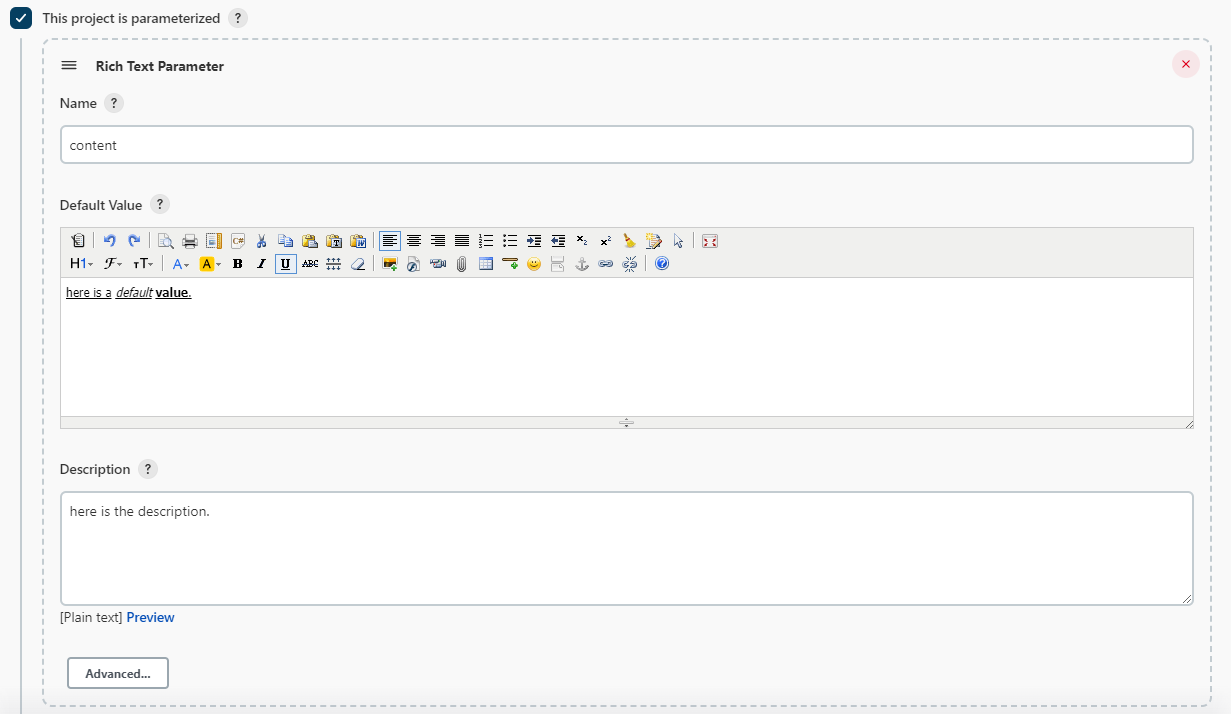 This project is parameterized ?
Rich Text Parameter
Name ?
content
Default Value ?
C# T W
H1 F тT A A B I U ABC
here is a default value.
Description ?
here is the description.
[Plain text] Preview
Advanced...